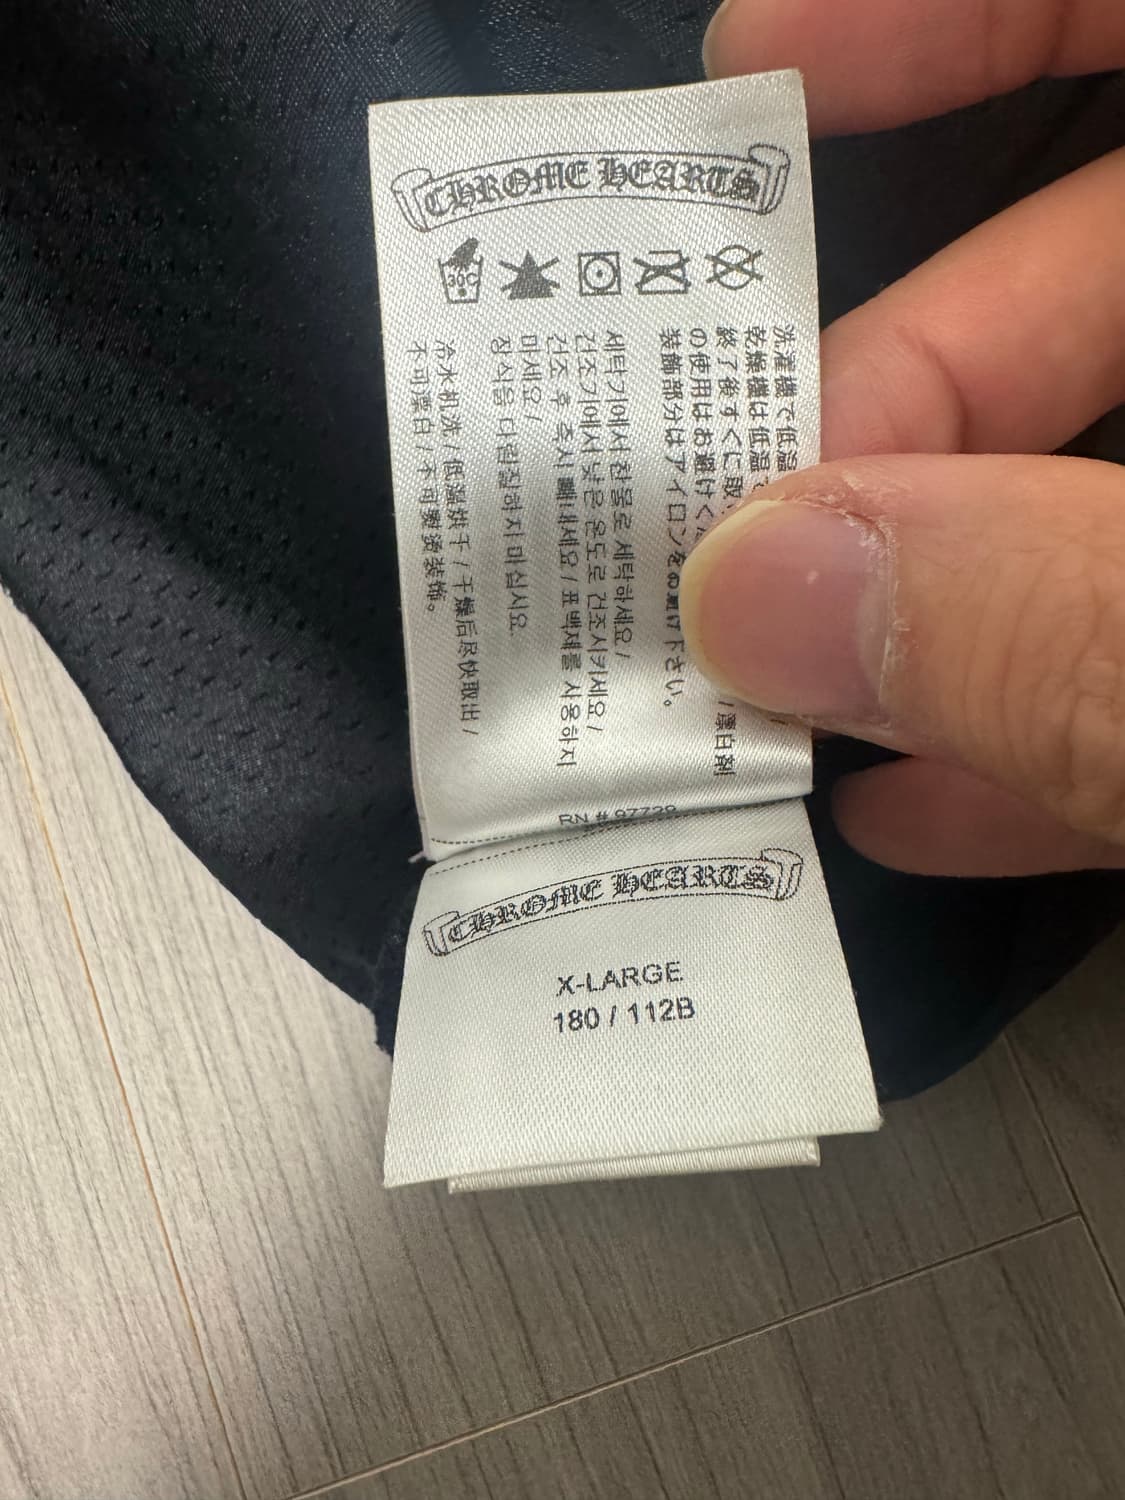 CHROME HEARTS
30C
洗濯機で低温
乾燥機は低温で
終了後すぐに取
の使用はお避けくだ
装飾部分はアイロンをお避け下さい。
세탁기에서 찬물로 세탁하세요 /
건조기에서 낮은 온도로 건조시키세요 /
건조 후 즉시 빼내세요 / 표백제를 사용하지
마세요 /
장식을 다림질하지 마십시요.
冷水机洗 / 低温烘干 / 干燥后尽快取出 /
不可漂白 / 不可熨烫装饰。
CHROME HEARTS
X-LARGE
180 / 112B